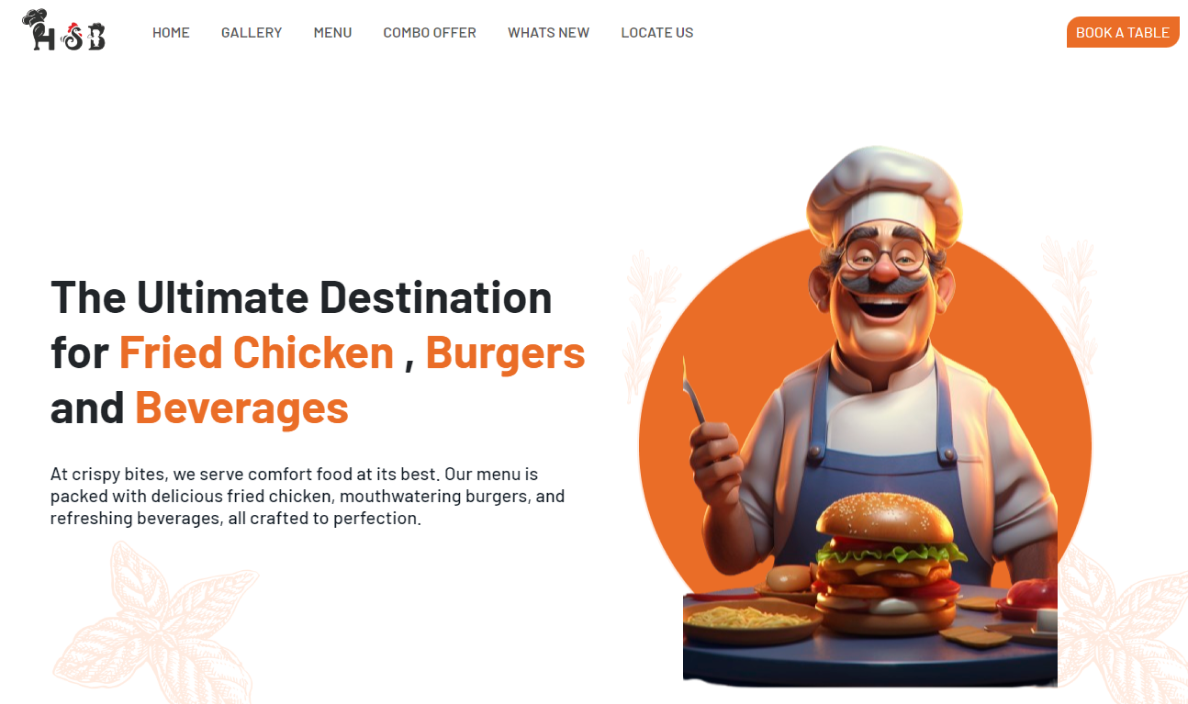 HSB
HOME GALLERY MENU COMBO OFFER WHATS NEW LOCATE US BOOK A TABLE
The Ultimate Destination
for Fried Chicken , Burgers
and Beverages
At crispy bites, we serve comfort food at its best. Our menu is
packed with delicious fried chicken, mouthwatering burgers, and
refreshing beverages, all crafted to perfection.